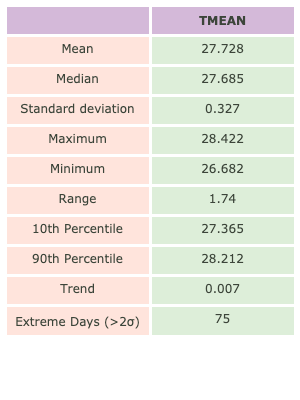 TMEAN
Mean 27.728
Median 27.685
Standard deviation 0.327
Maximum 28.422
Minimum 26.682
Range 1.74
10th Percentile 27.365
90th Percentile 28.212
Trend 0.007
Extreme Days (>2σ) 75